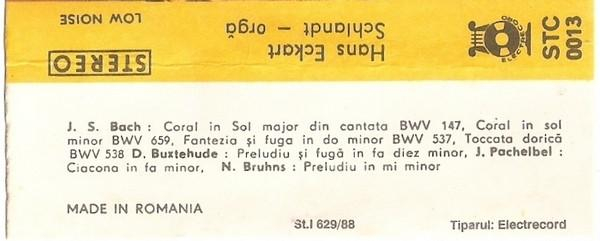 LOW NOISE
STEREO
Hans Eckart
Schlandt — orgă
ELECTRECORD
STC
0013
J. S. Bach : Coral in Sol major din cantata BWV 147, Coral in sol
minor BWV 659, Fantezia și fuga in do minor BWV 537, Toccata dorică
BWV 538 D. Buxtehude : Preludiu și fugă in fa diez minor, J. Pachelbel :
Ciacona in fa minor, N. Bruhns : Preludiu in mi minor
MADE IN ROMANIA
St.I 629/88
Tiparul: Electrecord